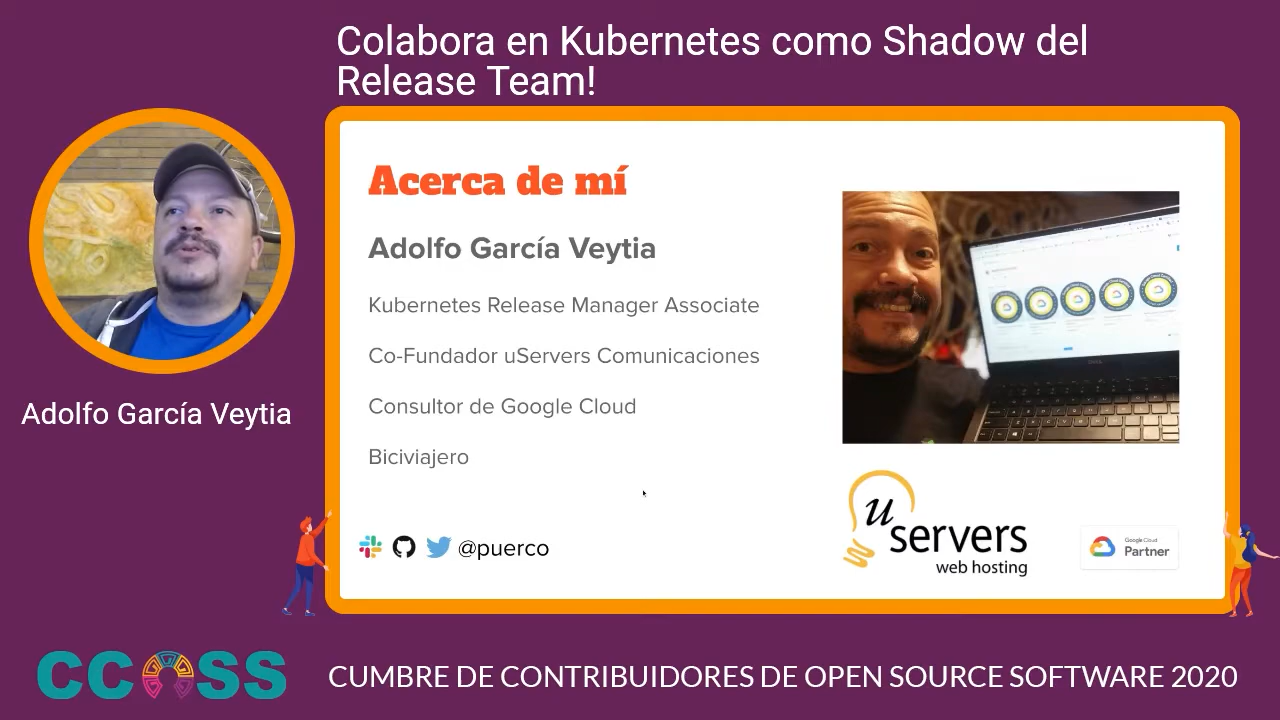 Colabora en Kubernetes como Shadow del
Release Team!
Acerca de mí
Adolfo García Veytia
Kubernetes Release Manager Associate
Co-Fundador uServers Comunicaciones
Consultor de Google Cloud
Biciviajero
@puerco
u
servers
web hosting
Google Cloud
Partner
Adolfo García Veytia
CCOSS
CUMBRE DE CONTRIBUIDORES DE OPEN SOURCE SOFTWARE 2020